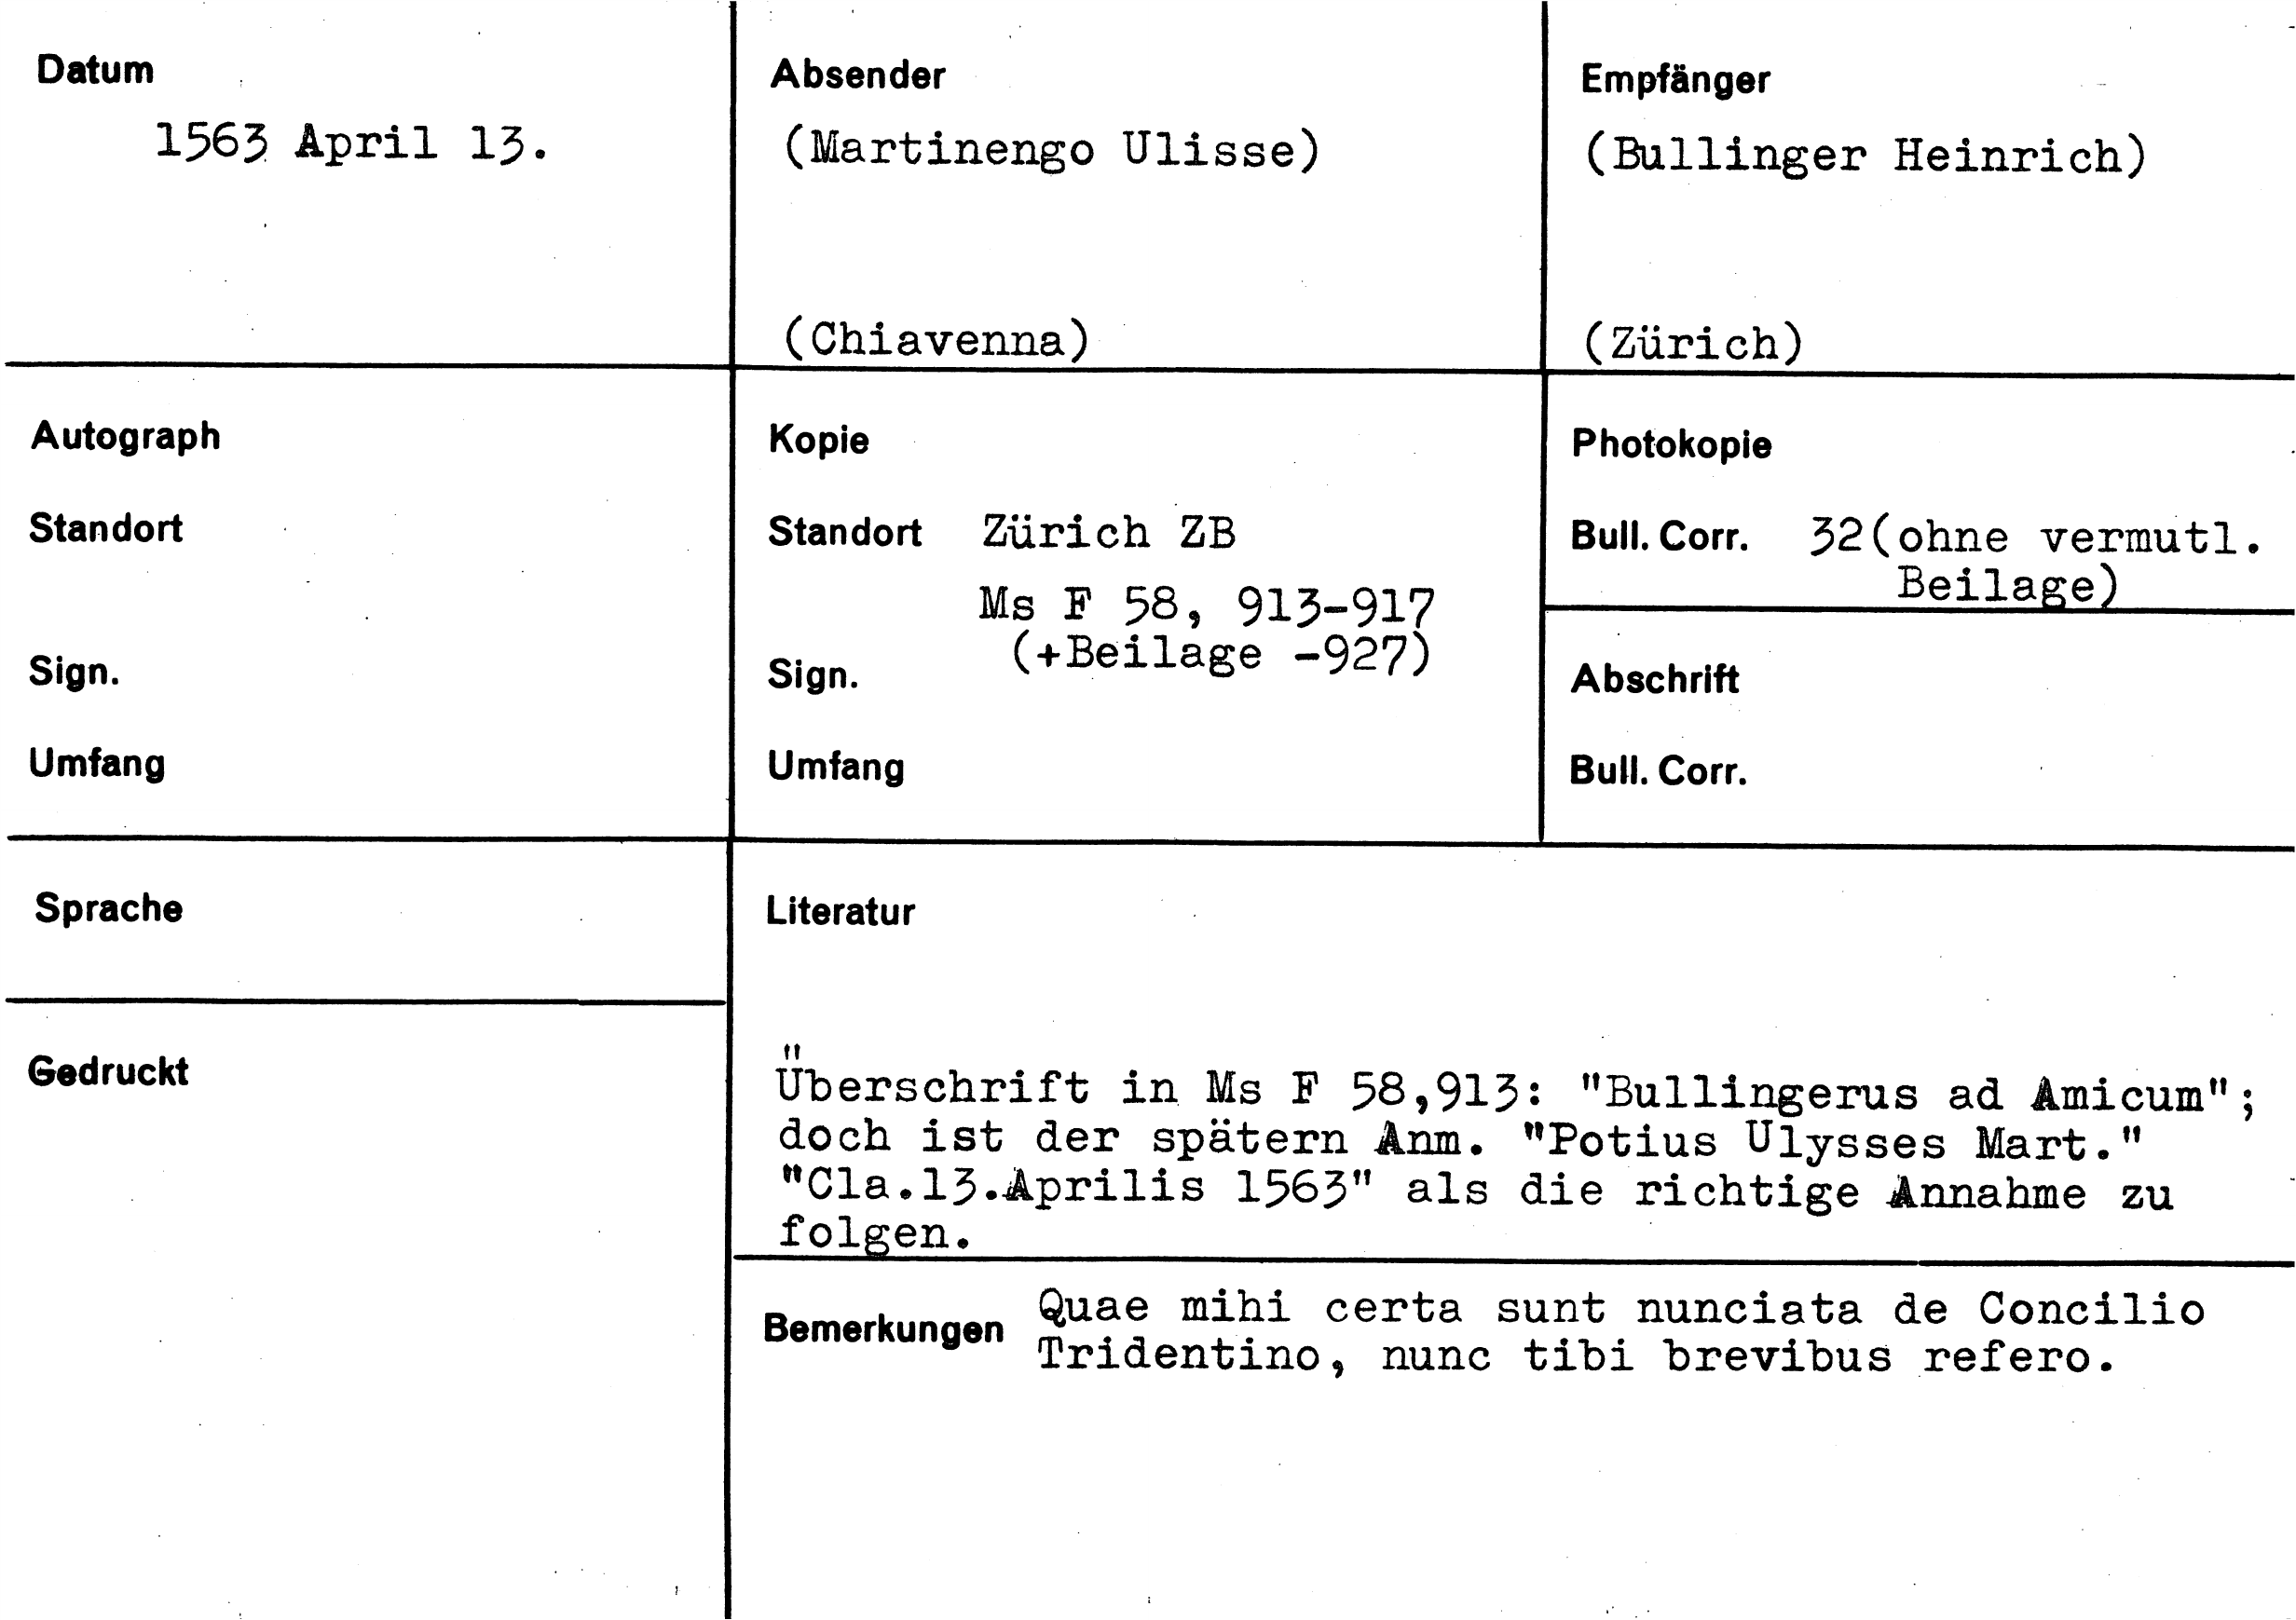 Datum
1563 April 13.
Absender
(Martinengo Ulisse)
(Chiavenna)
Empfänger
(Bullinger Heinrich)
(Zürich)
Autograph
Standort
Sign.
Umfang
Kopie
Standort Zürich ZB
Ms F 58, 913-917
(+Beilage -927)
Sign.
Umfang
Photokopie
Bull. Corr. 32(ohne vermutl.
Beilage)
Abschrift
Bull. Corr.
Sprache
Gedruckt
Literatur
Überschrift in Ms F 58,913: "Bullingerus ad Amicum";
doch ist der spätern Anm. "Potius Ulysses Mart."
"Cla.13.Aprilis 1563" als die richtige Annahme zu
folgen.
Bemerkungen Quae mihi certa sunt nunciata de Concilio
Tridentino, nunc tibi brevibus refero.